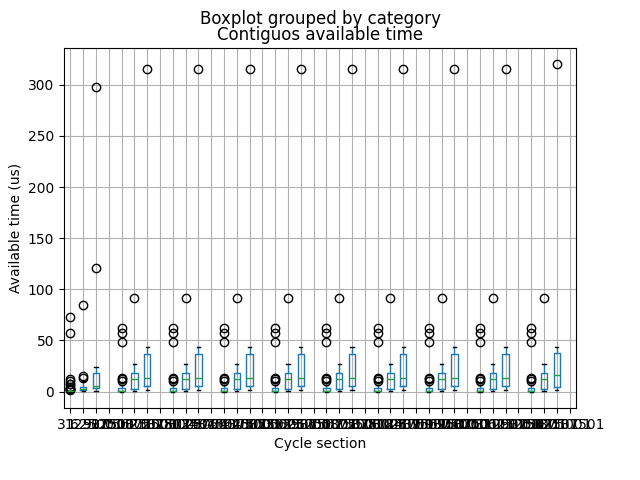 Boxplot grouped by category
Contiguos available time
300
250
200
150
100
50
0
Available time (us)
Cycle section